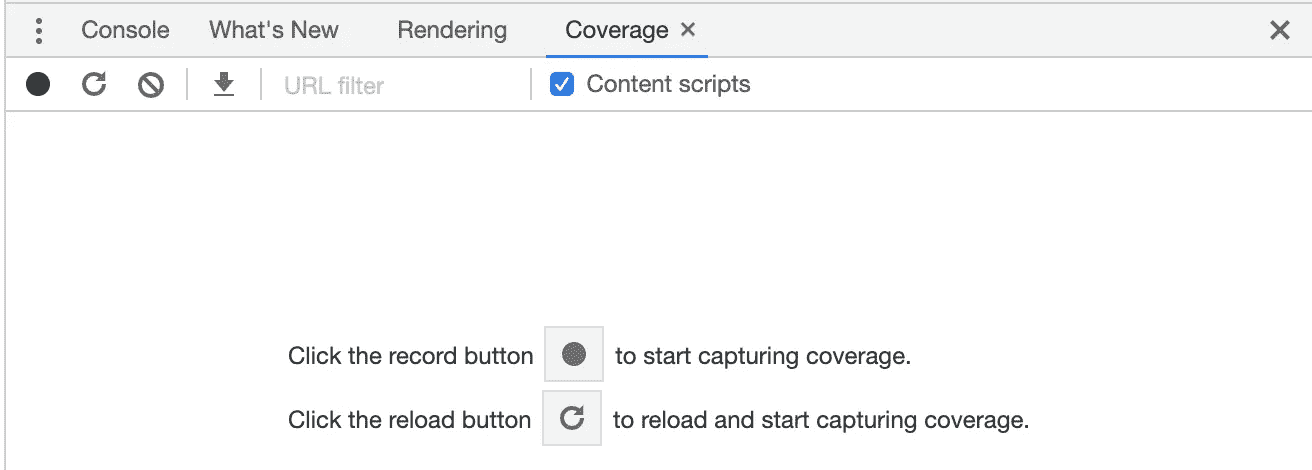 Console What's New Rendering Coverage
URL filter Content scripts
Click the record button to start capturing coverage.
Click the reload button to reload and start capturing coverage.